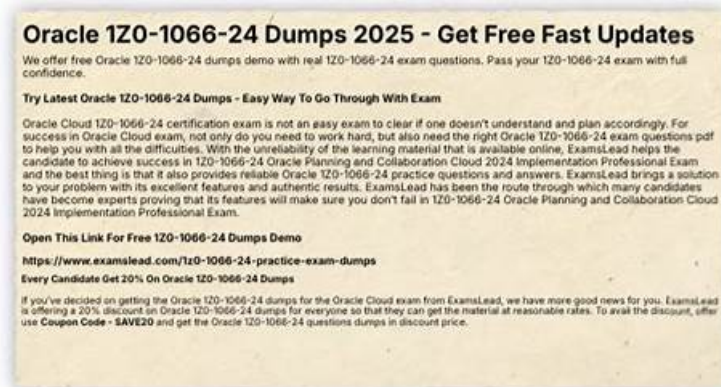 Oracle 1Z0-1066-24 Dumps 2025 - Get Free Fast Updates
We offer free Oracle 1Z0-1066-24 dumps demo with real 1Z0-1066-24 exam questions. Pass your 1Z0-1066-24 exam with full
confidence.
Try Latest Oracle 1Z0-1066-24 Dumps - Easy Way To Go Through With Exam
Oracle Cloud 1Z0-1066-24 certification exam is not an easy exam to clear if one doesn't understand and plan accordingly. For
success in Oracle Cloud exam, not only do you need to work hard, but also need the right Oracle 1Z0-1066-24 exam questions pdf
to help you with all the difficulties. With the unreliability of the learning material that is available online, ExamsLead helps the
candidate to achieve success in 1Z0-1066-24 Oracle Planning and Collaboration Cloud 2024 Implementation Professional Exam
and the best thing is that it also provides reliable Oracle 1Z0-1066-24 practice questions and answers. ExamsLead brings a solution
to your problem with its excellent features and authentic results. ExamsLead has been the route through which many candidates
have become experts proving that its features will make sure you don't fail in 1Z0-1066-24 Oracle Planning and Collaboration Cloud
2024 Implementation Professional Exam.
Open This Link For Free 1Z0-1066-24 Dumps Demo
https://www.examslead.com/1z0-1066-24-practice-exam-dumps
Every Candidate Get 20% On Oracle 1Z0-1066-24 Dumps
If you've decided on getting the Oracle 1Z0-1066-24 dumps for the Oracle Cloud exam from ExamsLead, we have more good news for you. ExamsLead
is offering a 20% discount on Oracle 1Z0-1066-24 dumps for everyone so that they can get the material at reasonable rates. To avail the discount, offer
use Coupon Code - SAVE20 and get the Oracle 1Z0-1066-24 questions dumps in discount price.